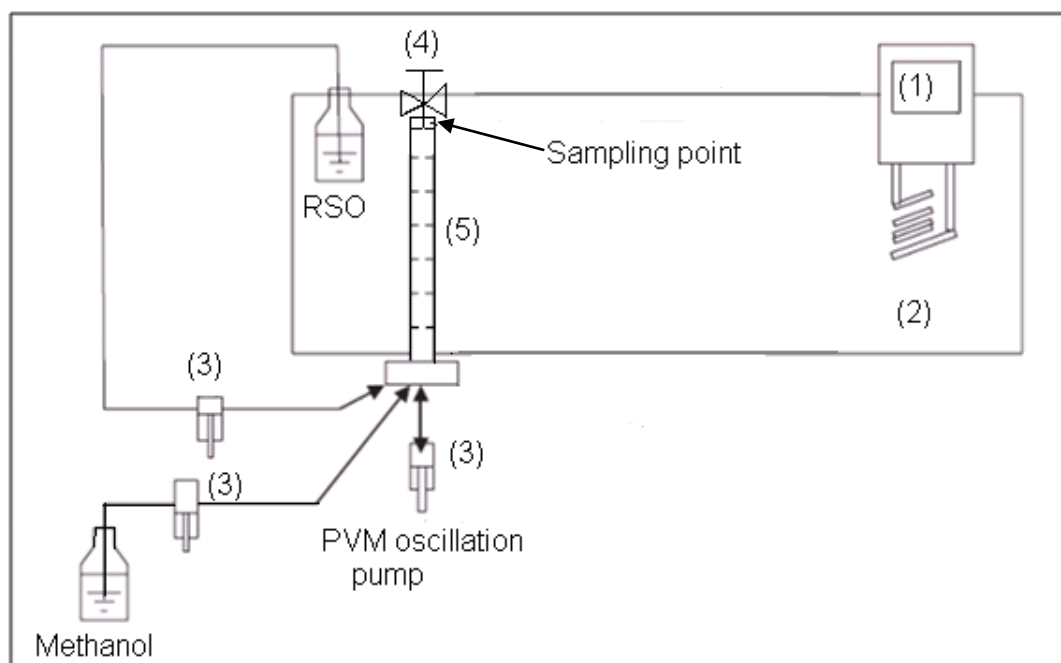 (4)
(1)
Sampling point
RSO
(5)
(2)
(3)
(3)
(3)
PVM oscillation
pump
Methanol